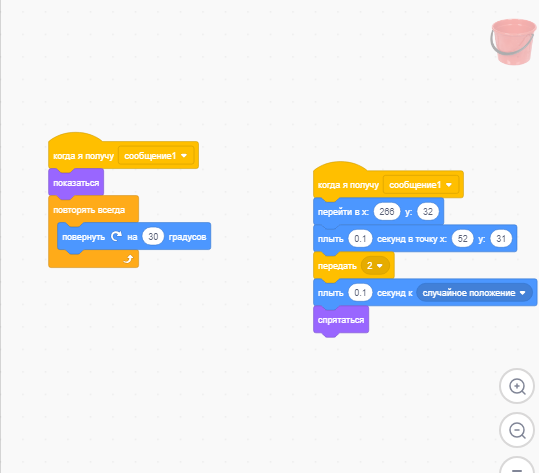 когда я получу сообщение1
показаться
повторять всегда
повернуть на 30 градусов
когда я получу сообщение1
перейти в x: 266 y: 32
плыть 0.1 секунд в точку x: 52 y: 31
передать 2
плыть 0.1 секунд к случайное положение
спрятаться